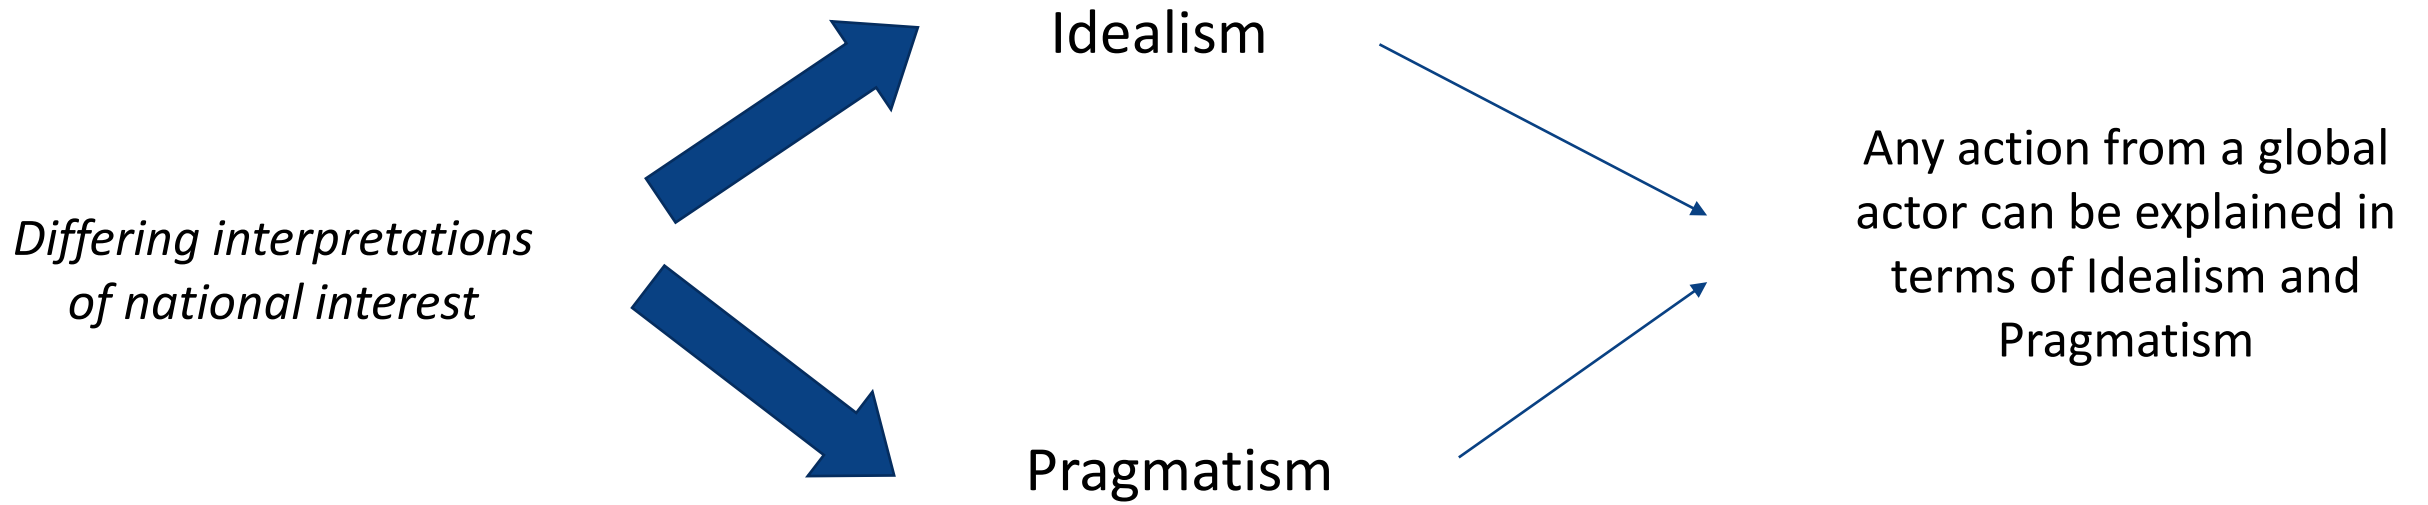 Idealism
Differing interpretations
of national interest
Any action from a global
actor can be explained in
terms of Idealism and
Pragmatism
Pragmatism